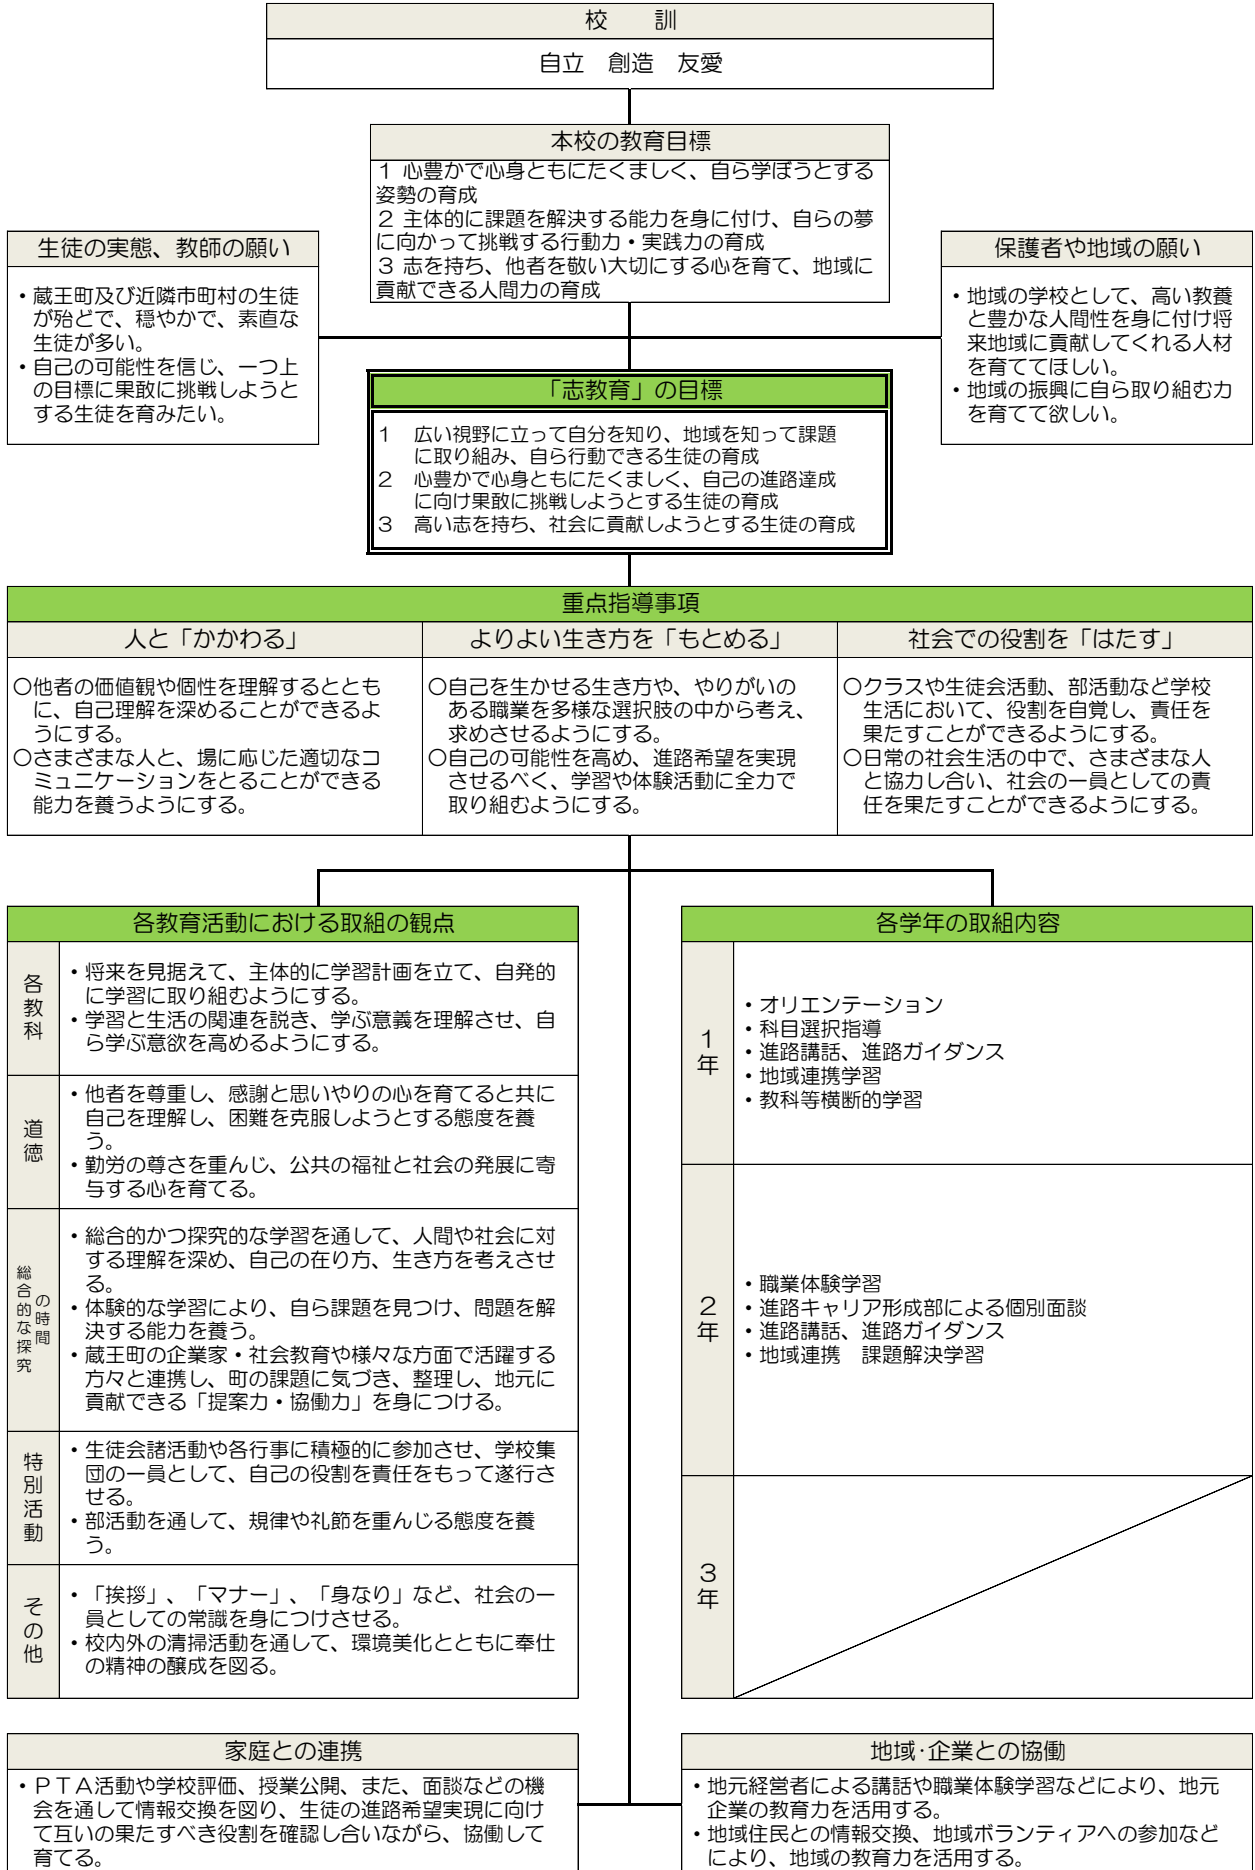 校　訓
自立　創造　友愛
本校の教育目標
１ 心豊かで心身ともにたくましく、自ら学ぼうとする
姿勢の育成
２ 主体的に課題を解決する能力を身に付け、自らの夢
に向かって挑戦する行動力・実践力の育成
３ 志を持ち、他者を敬い大切にする心を育て、地域に
貢献できる人間力の育成
生徒の実態、教師の願い
・蔵王町及び近隣市町村の生徒
が殆どで、穏やかで、素直な
生徒が多い。
・自己の可能性を信じ、一つ上
の目標に果敢に挑戦しようと
する生徒を育みたい。
保護者や地域の願い
・地域の学校として、高い教養
と豊かな人間性を身に付け将
来地域に貢献してくれる人材
を育ててほしい。
・地域の振興に自ら取り組む力
を育てて欲しい。
「志教育」の目標
１　広い視野に立って自分を知り、地域を知って課題
に取り組み、自ら行動できる生徒の育成
２　心豊かで心身ともにたくましく、自己の進路達成
に向け果敢に挑戦しようとする生徒の育成
３　高い志を持ち、社会に貢献しようとする生徒の育成
重点指導事項
人と「かかわる」
○他者の価値観や個性を理解するととも
に、自己理解を深めることができるよ
うにする。
○さまざまな人と、場に応じた適切なコ
ミュニケーションをとることができる
能力を養うようにする。
よりよい生き方を「もとめる」
○自己を生かせる生き方や、やりがいの
ある職業を多様な選択肢の中から考え、
求めさせるようにする。
○自己の可能性を高め、進路希望を実現
させるべく、学習や体験活動に全力で
取り組むようにする。
社会での役割を「はたす」
○クラスや生徒会活動、部活動など学校
生活において、役割を自覚し、責任を
果たすことができるようにする。
○日常の社会生活の中で、さまざまな人
と協力し合い、社会の一員としての責
任を果たすことができるようにする。
各教育活動における取組の観点
各教科
・将来を見据えて、主体的に学習計画を立て、自発的
に学習に取り組むようにする。
・学習と生活の関連を説き、学ぶ意義を理解させ、自
ら学ぶ意欲を高めるようにする。
道徳
・他者を尊重し、感謝と思いやりの心を育てると共に
自己を理解し、困難を克服しようとする態度を養
う。
・勤労の尊さを重んじ、公共の福祉と社会の発展に寄
与する心を育てる。
総合的な探究
の時間
・総合的かつ探究的な学習を通して、人間や社会に対
する理解を深め、自己の在り方、生き方を考えさせ
る。
・体験的な学習により、自ら課題を見つけ、問題を解
決する能力を養う。
・蔵王町の企業家・社会教育や様々な方面で活躍する
方々と連携し、町の課題に気づき、整理し、地元に
貢献できる「提案力・協働力」を身につける。
特別活動
・生徒会諸活動や各行事に積極的に参加させ、学校集
団の一員として、自己の役割を責任をもって遂行さ
せる。
・部活動を通して、規律や礼節を重んじる態度を養
う。
その他
・「挨拶」、「マナー」、「身なり」など、社会の一
員としての常識を身につけさせる。
・校内外の清掃活動を通して、環境美化とともに奉仕
の精神の醸成を図る。
各学年の取組内容
１年
・オリエンテーション
・科目選択指導
・進路講話、進路ガイダンス
・地域連携学習
・教科等横断的学習
２年
・職業体験学習
・進路キャリア形成部による個別面談
・進路講話、進路ガイダンス
・地域連携　課題解決学習
３年
家庭との連携
・ＰＴＡ活動や学校評価、授業公開、また、面談などの機
会を通して情報交換を図り、生徒の進路希望実現に向け
て互いの果たすべき役割を確認し合いながら、協働して
育てる。
地域･企業との協働
・地元経営者による講話や職業体験学習などにより、地元
企業の教育力を活用する。
・地域住民との情報交換、地域ボランティアへの参加など
により、地域の教育力を活用する。